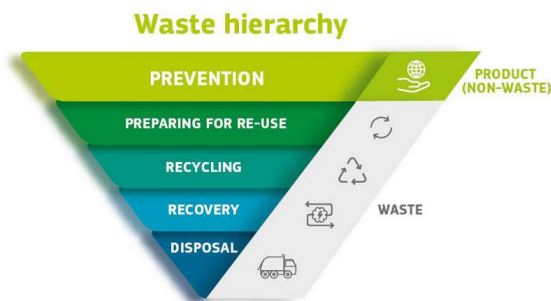 Waste hierarchy
PREVENTION
PRODUCT
(NON-WASTE)
PREPARING FOR RE-USE
RECYCLING
RECOVERY
WASTE
DISPOSAL